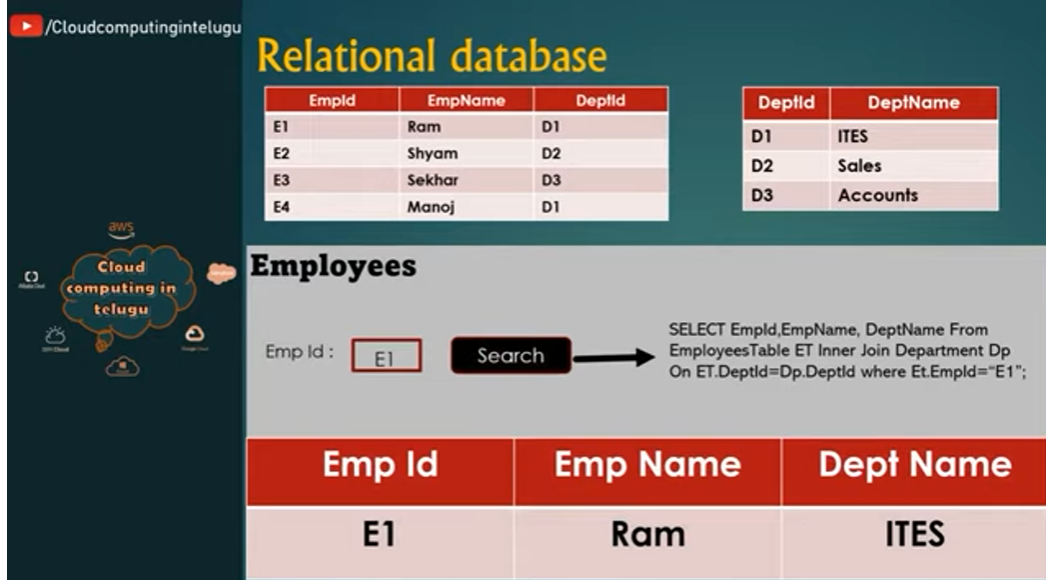 /Cloudcomputingintelugu
Relational database
EmpId EmpName DeptId
E1 Ram D1
E2 Shyam D2
E3 Sekhar D3
E4 Manoj D1
DeptId DeptName
D1 ITES
D2 Sales
D3 Accounts
aws
Cloud
computing in
telugu
Employees
Emp Id : E1 Search
SELECT EmpId,EmpName, DeptName From
EmployeesTable ET Inner Join Department Dp
On ET.DeptId=Dp.DeptId where Et.EmpId=“E1”;
Emp Id Emp Name Dept Name
E1 Ram ITES